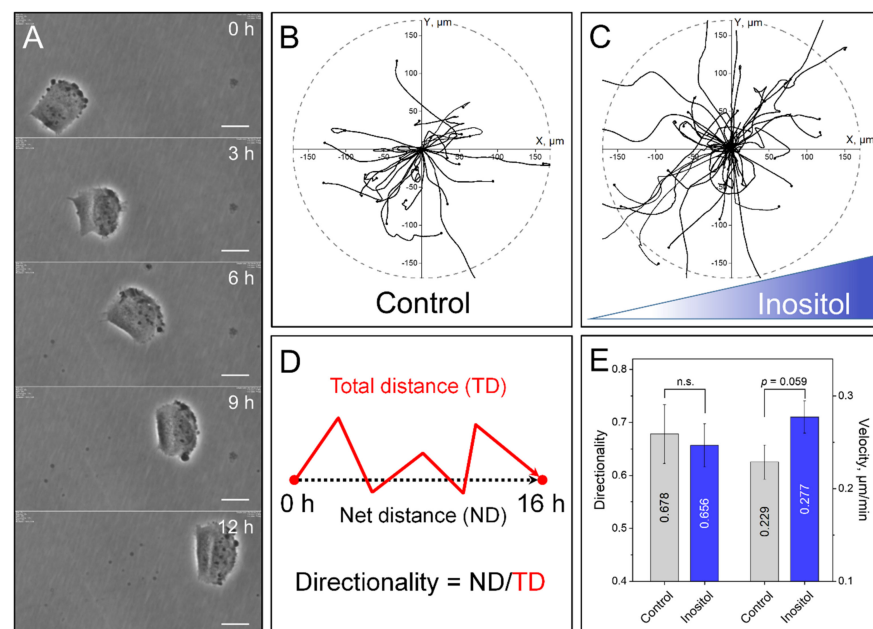 A
0 h
3 h
6 h
9 h
12 h
B
Y, µm
150
100
50
X, µm
-150
-100
-50
50
100
150
-50
-100
-150
Control
C
Y, µm
150
100
50
X, µm
-150
-100
-50
50
100
150
-50
-100
-150
Inositol
D
Total distance (TD)
0 h
16 h
Net distance (ND)
Directionality = ND/TD
E
0.8
0.7
0.6
0.5
0.4
Directionality
n.s.
p = 0.059
0.3
0.2
0.1
Velocity, µm/min
0.678
0.656
0.229
0.277
Control
Inositol
Control
Inositol